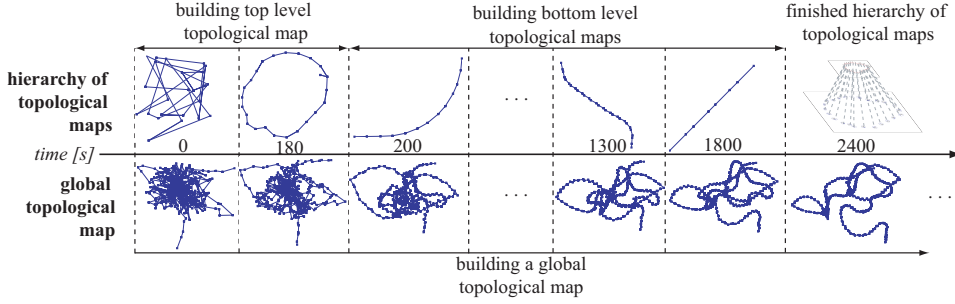 building top level
topological map
building bottom level
topological maps
finished hierarchy of
topological maps
hierarchy of
topological
maps
. . .
time [s]
0
180
200
1300
1800
2400
global
topological
map
. . .
. . .
building a global
topological map